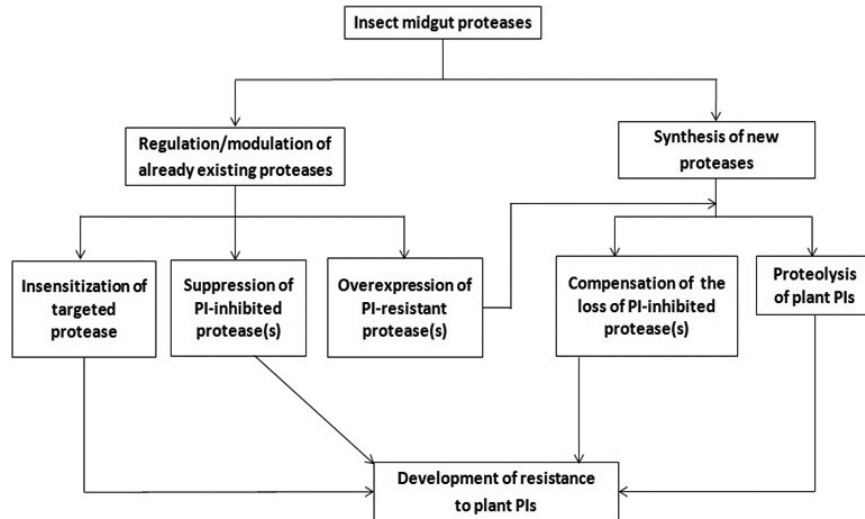 Insect midgut proteases
Regulation/modulation of
already existing proteases
Synthesis of new
proteases
Insensitization of
targeted
protease
Suppression of
PI-inhibited
protease(s)
Overexpression of
PI-resistant
protease(s)
Compensation of the
loss of PI-inhibited
protease(s)
Proteolysis
of plant PIs
Development of resistance
to plant PIs